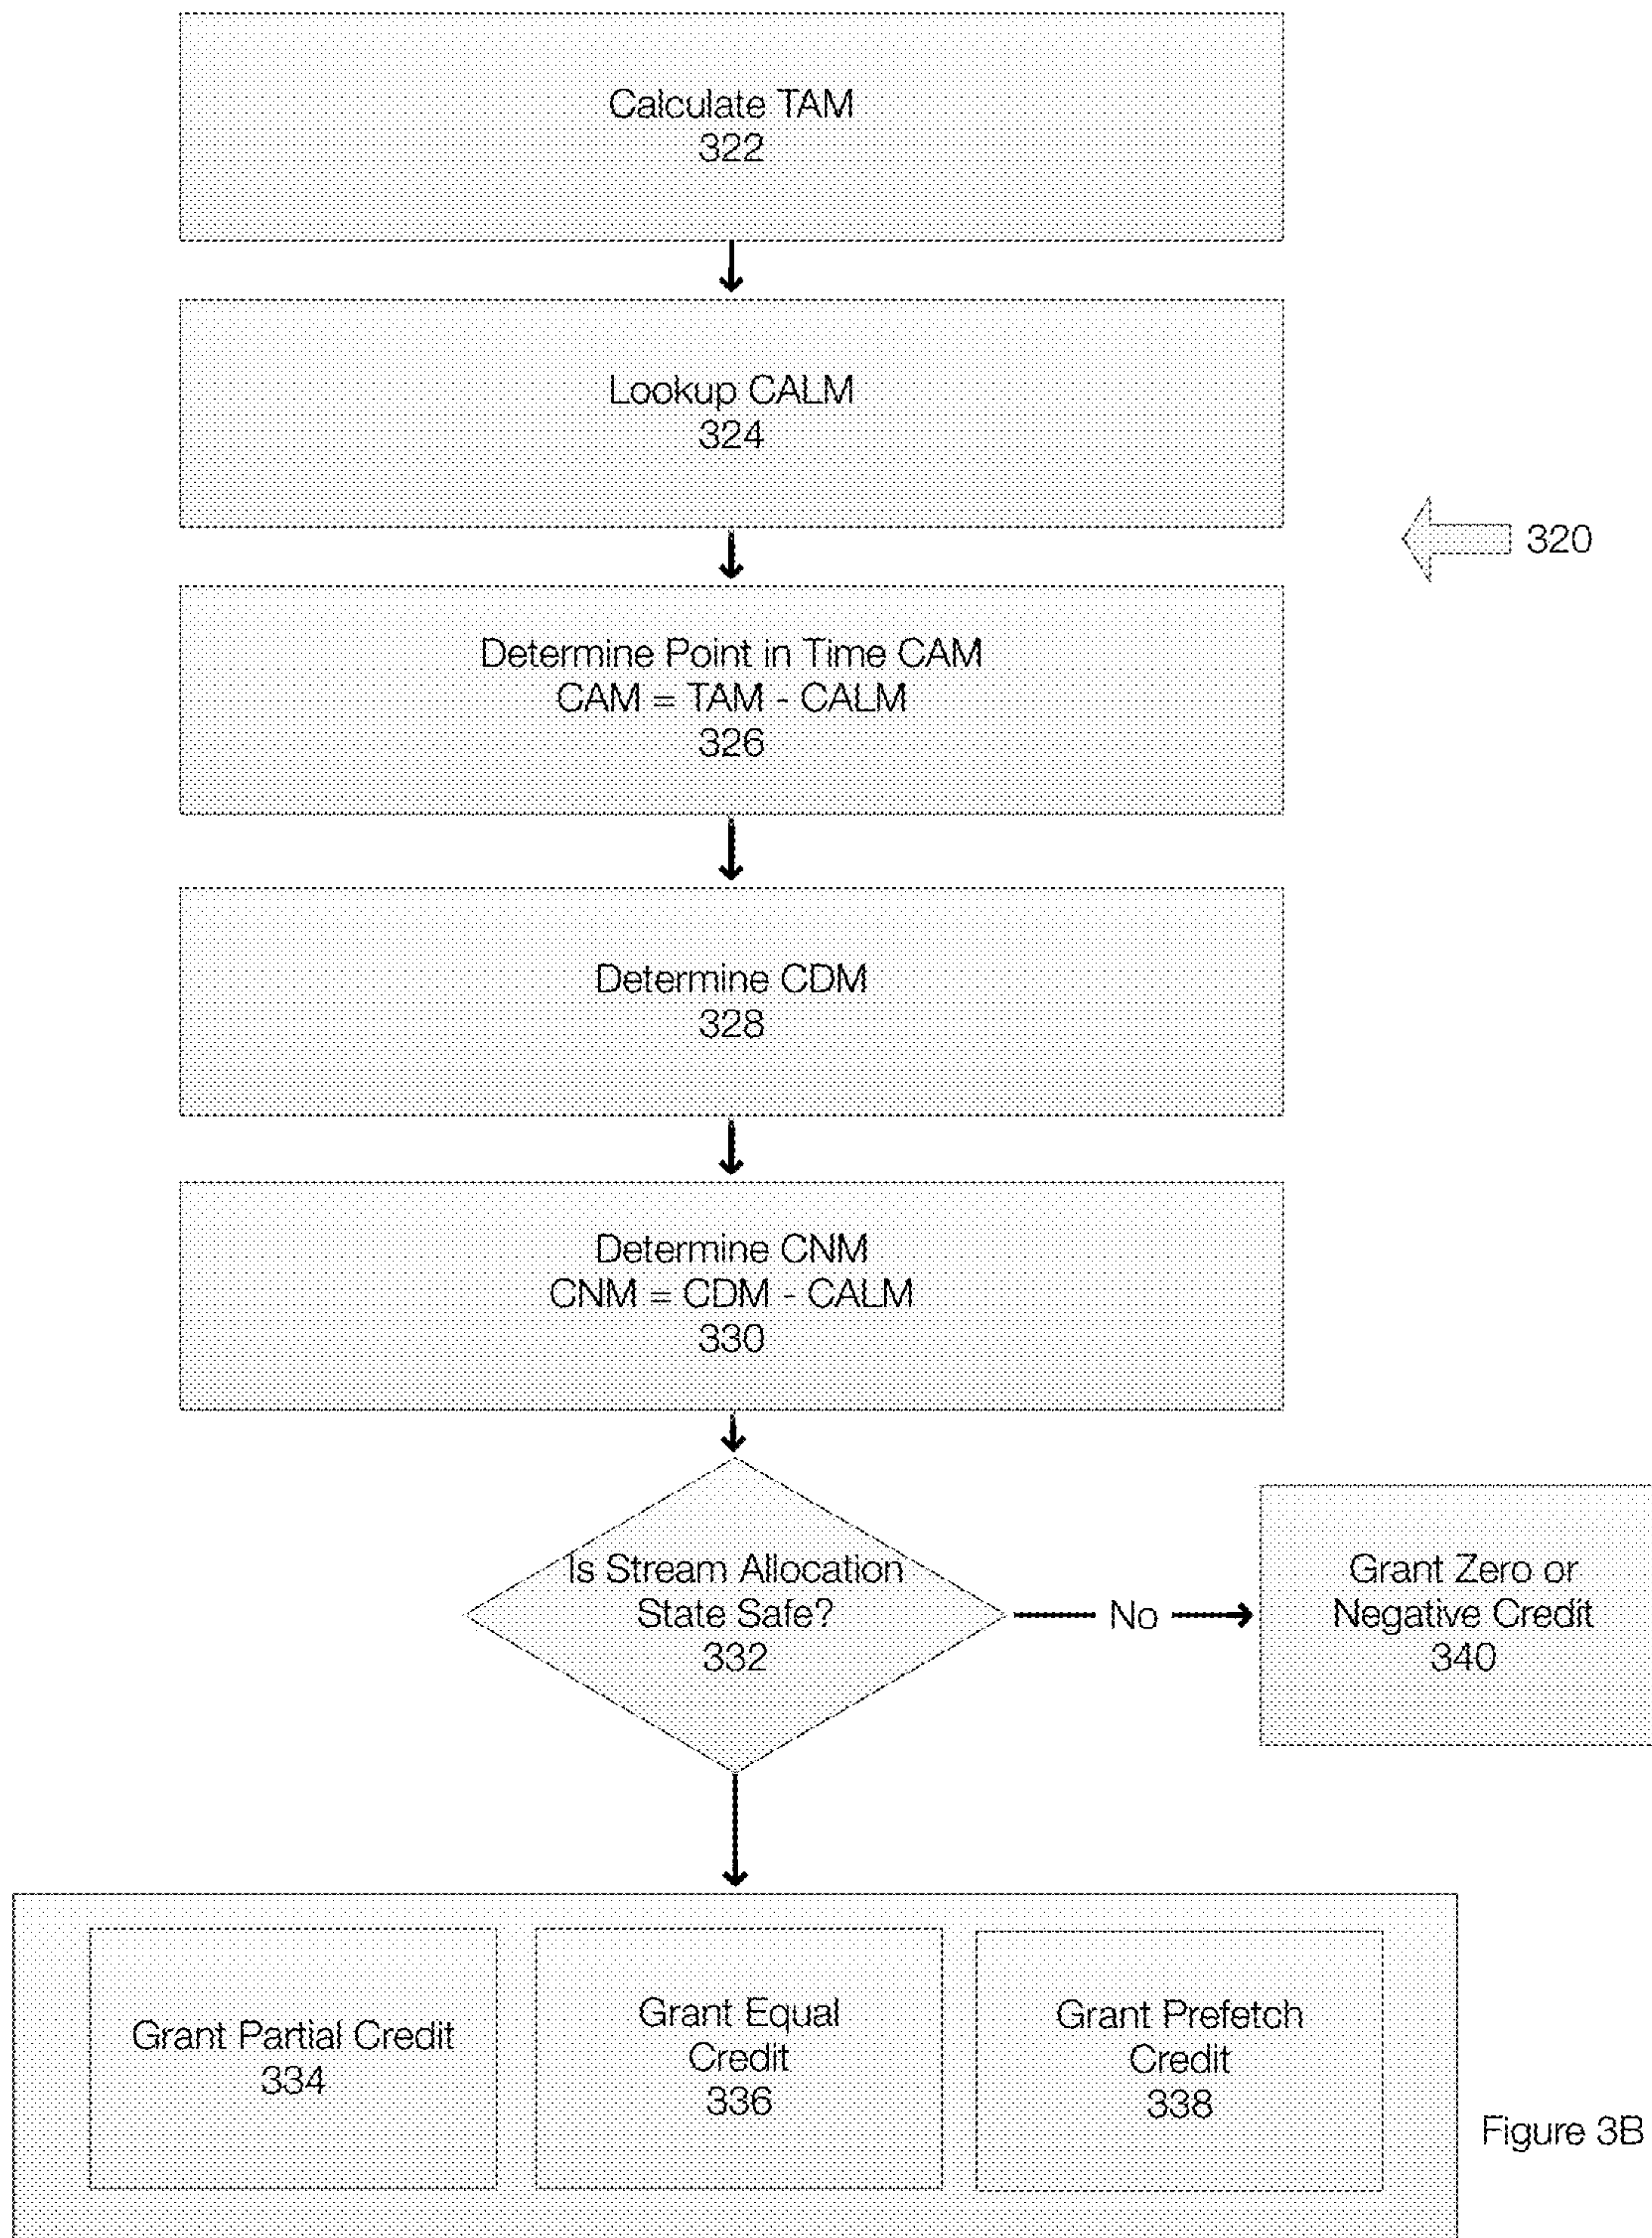 Calculate TAM
322
Lookup CALM
324
320
Determine Point in Time CAM
CAM = TAM - CALM
326
Determine CDM
328
Determine CNM
CNM = CDM - CALM
330
Is Stream Allocation
State Safe?
332
No
Grant Zero or
Negative Credit
340
Grant Partial Credit
334
Grant Equal
Credit
336
Grant Prefetch
Credit
338
Figure 3B